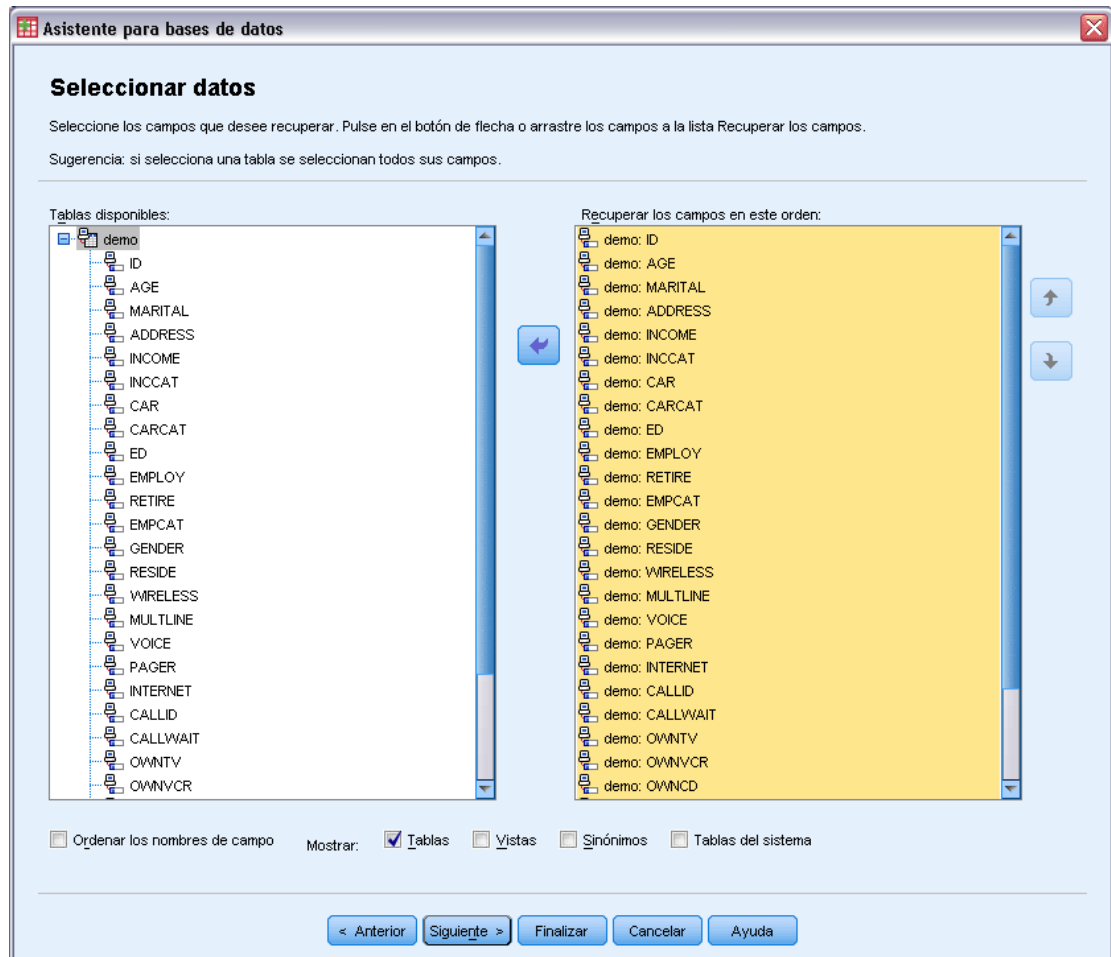 Asistente para bases de datos
Seleccionar datos
Seleccione los campos que desee recuperar. Pulse en el botón de flecha o arrastre los campos a la lista Recuperar los campos.
Sugerencia: si selecciona una tabla se seleccionan todos sus campos.
Tablas disponibles:
demo
ID
AGE
MARITAL
ADDRESS
INCOME
INCCAT
CAR
CARCAT
ED
EMPLOY
RETIRE
EMPCAT
GENDER
RESIDE
WIRELESS
MULTLINE
VOICE
PAGER
INTERNET
CALLID
CALLWAIT
OWNTV
OWNVCR
Recuperar los campos en este orden:
demo: ID
demo: AGE
demo: MARITAL
demo: ADDRESS
demo: INCOME
demo: INCCAT
demo: CAR
demo: CARCAT
demo: ED
demo: EMPLOY
demo: RETIRE
demo: EMPCAT
demo: GENDER
demo: RESIDE
demo: WIRELESS
demo: MULTLINE
demo: VOICE
demo: PAGER
demo: INTERNET
demo: CALLID
demo: CALLWAIT
demo: OWNTV
demo: OWNVCR
demo: OWNCD
Ordenar los nombres de campo Mostrar: Tablas Vistas Sinónimos Tablas del sistema
< Anterior Siguiente > Finalizar Cancelar Ayuda